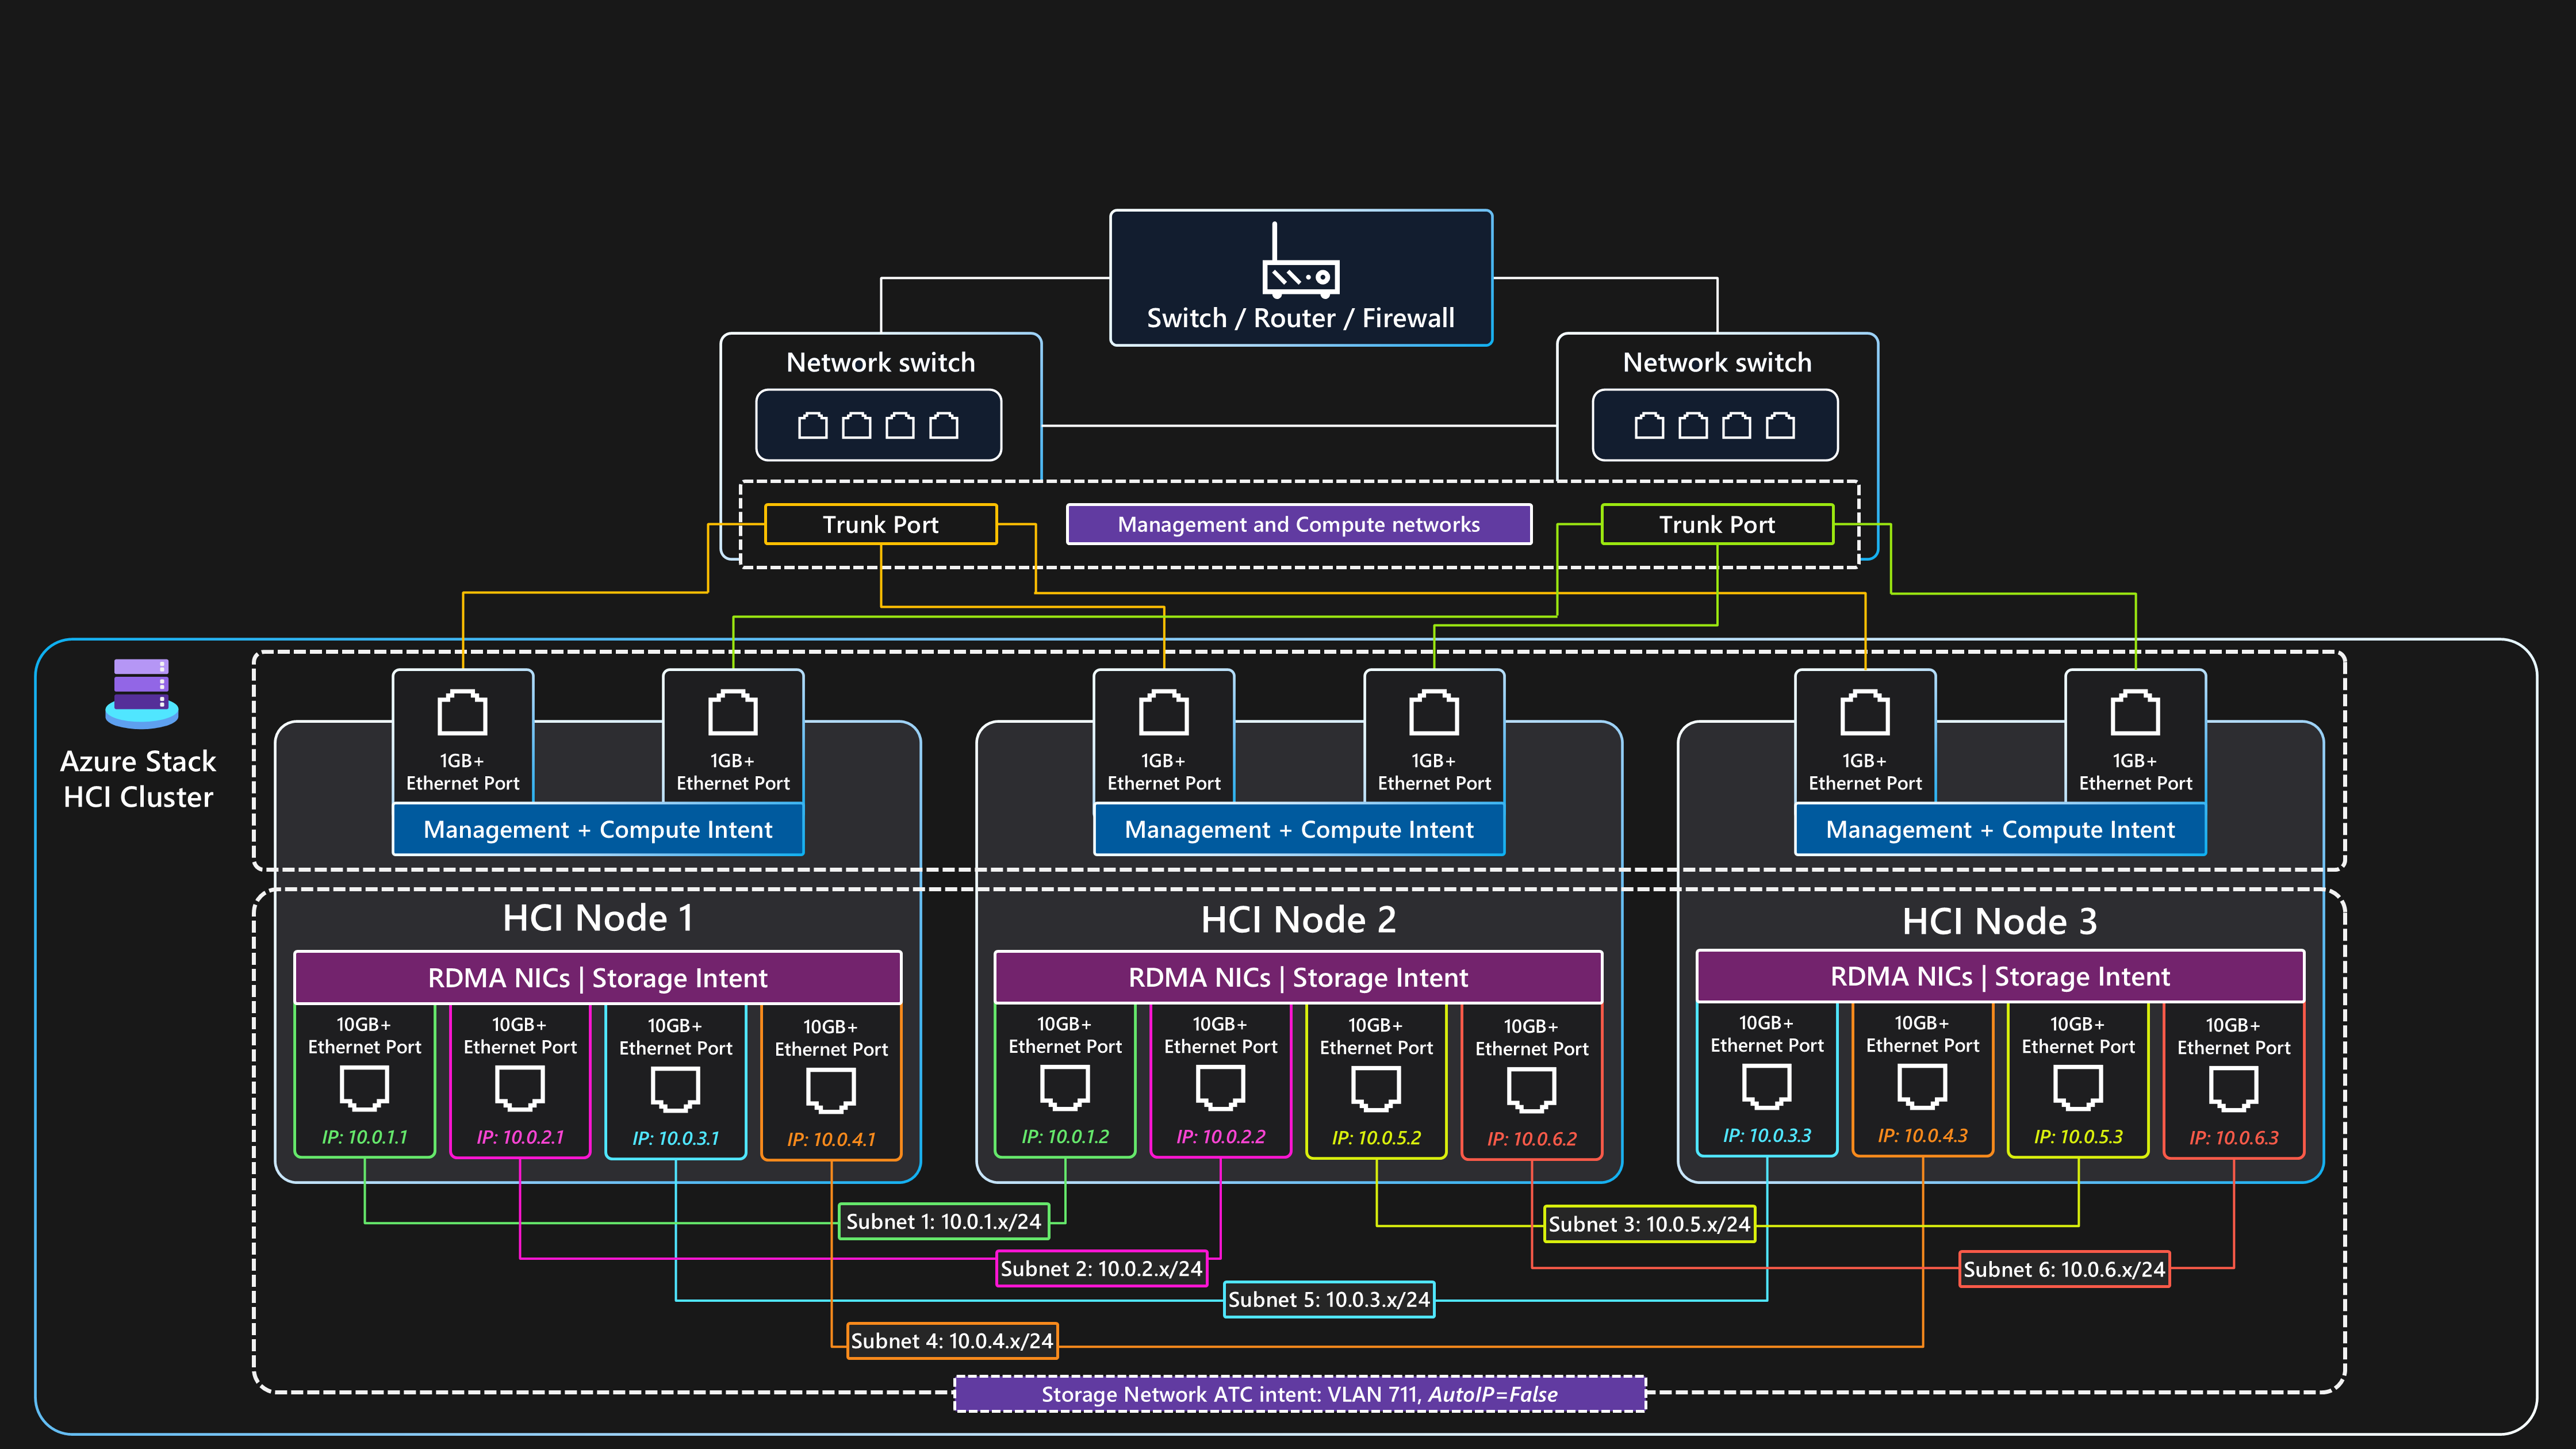 Switch / Router / Firewall
Network switch
Network switch
Trunk Port
Management and Compute networks
Trunk Port
Azure Stack
HCI Cluster
1GB+
Ethernet Port
1GB+
Ethernet Port
Management + Compute Intent
1GB+
Ethernet Port
1GB+
Ethernet Port
Management + Compute Intent
1GB+
Ethernet Port
1GB+
Ethernet Port
Management + Compute Intent
HCI Node 1
RDMA NICs | Storage Intent
10GB+
Ethernet Port
IP: 10.0.1.1
10GB+
Ethernet Port
IP: 10.0.2.1
10GB+
Ethernet Port
IP: 10.0.3.1
10GB+
Ethernet Port
IP: 10.0.4.1
HCI Node 2
RDMA NICs | Storage Intent
10GB+
Ethernet Port
IP: 10.0.1.2
10GB+
Ethernet Port
IP: 10.0.2.2
10GB+
Ethernet Port
IP: 10.0.5.2
10GB+
Ethernet Port
IP: 10.0.6.2
HCI Node 3
RDMA NICs | Storage Intent
10GB+
Ethernet Port
IP: 10.0.3.3
10GB+
Ethernet Port
IP: 10.0.4.3
10GB+
Ethernet Port
IP: 10.0.5.3
10GB+
Ethernet Port
IP: 10.0.6.3
Subnet 1: 10.0.1.x/24
Subnet 3: 10.0.5.x/24
Subnet 2: 10.0.2.x/24
Subnet 6: 10.0.6.x/24
Subnet 5: 10.0.3.x/24
Subnet 4: 10.0.4.x/24
Storage Network ATC intent: VLAN 711, AutoIP=False